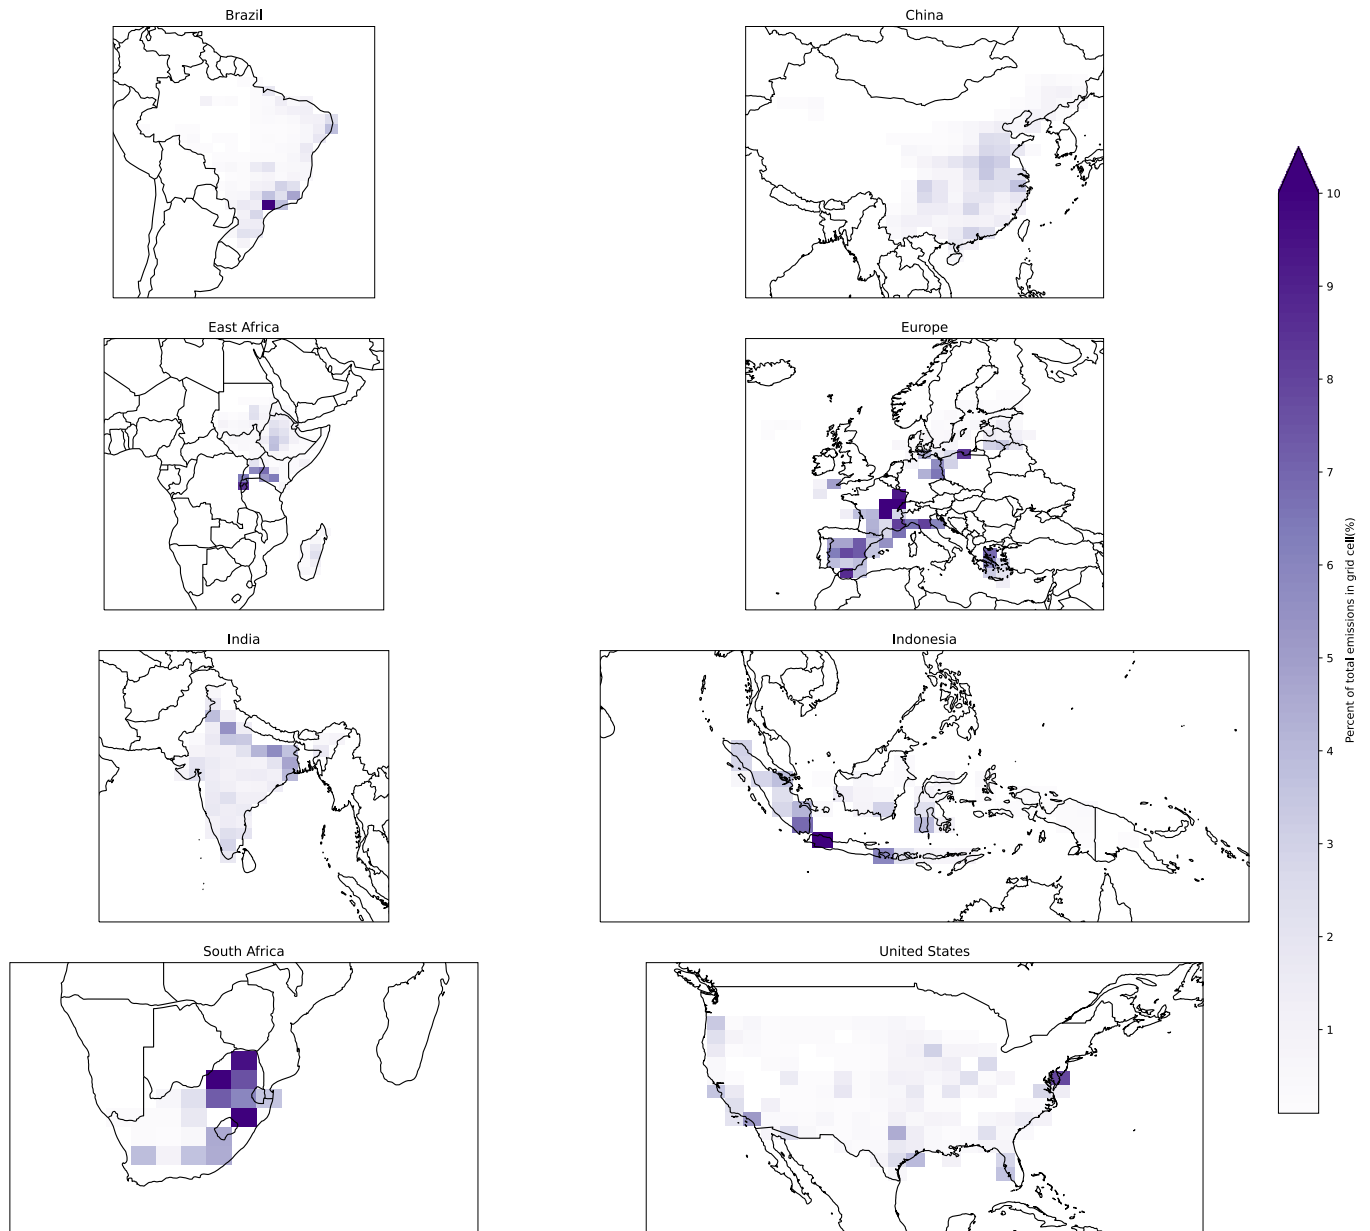 Brazil
China
East Africa
Europe
India
Indonesia
South Africa
United States
10
9
8
7
6
5
4
3
2
1
Percent of total emissions in grid cell(%)